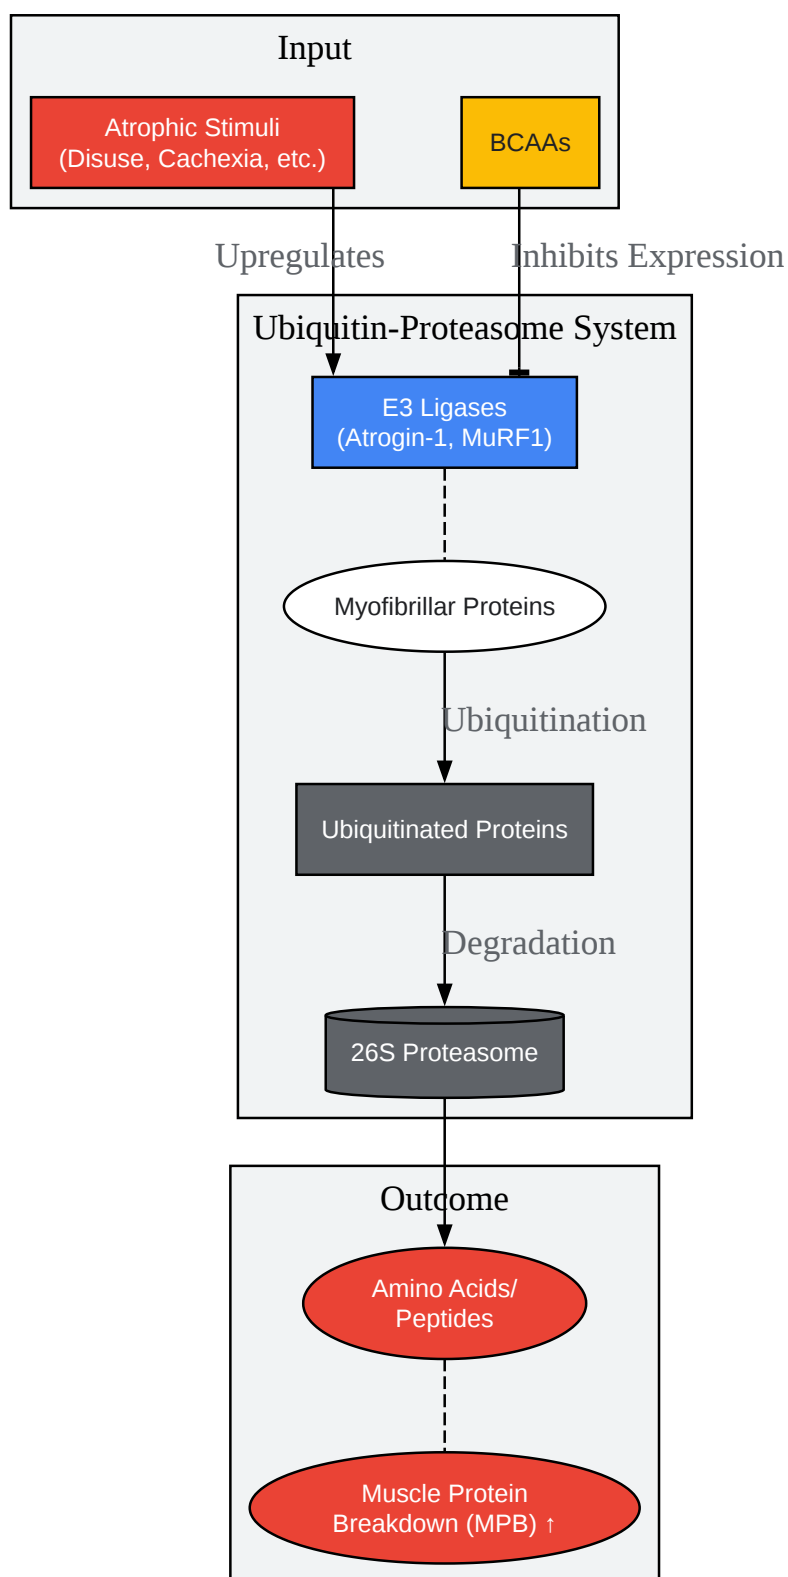 Input
Atrophic Stimuli
(Disuse, Cachexia, etc.)
BCAAs
Upregulates
Inhibits Expression
Ubiquitin-Proteasome System
E3 Ligases
(Atrogin-1, MuRF1)
Myofibrillar Proteins
Ubiquitination
Ubiquitinated Proteins
Degradation
26S Proteasome
Outcome
Amino Acids/
Peptides
Muscle Protein
Breakdown (MPB) ↑